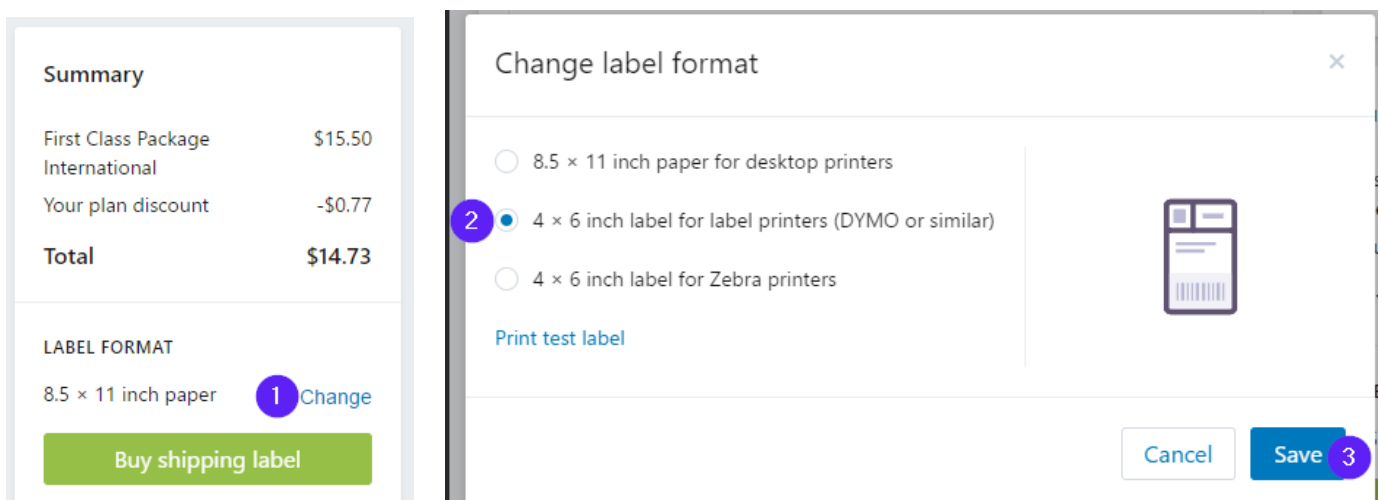 Summary
First Class Package $15.50
International
Your plan discount -$0.77
Total $14.73
LABEL FORMAT
8.5 × 11 inch paper 1 Change
Buy shipping label
Change label format ×
8.5 × 11 inch paper for desktop printers
2 4 × 6 inch label for label printers (DYMO or similar)
4 × 6 inch label for Zebra printers
Print test label
Cancel Save 3